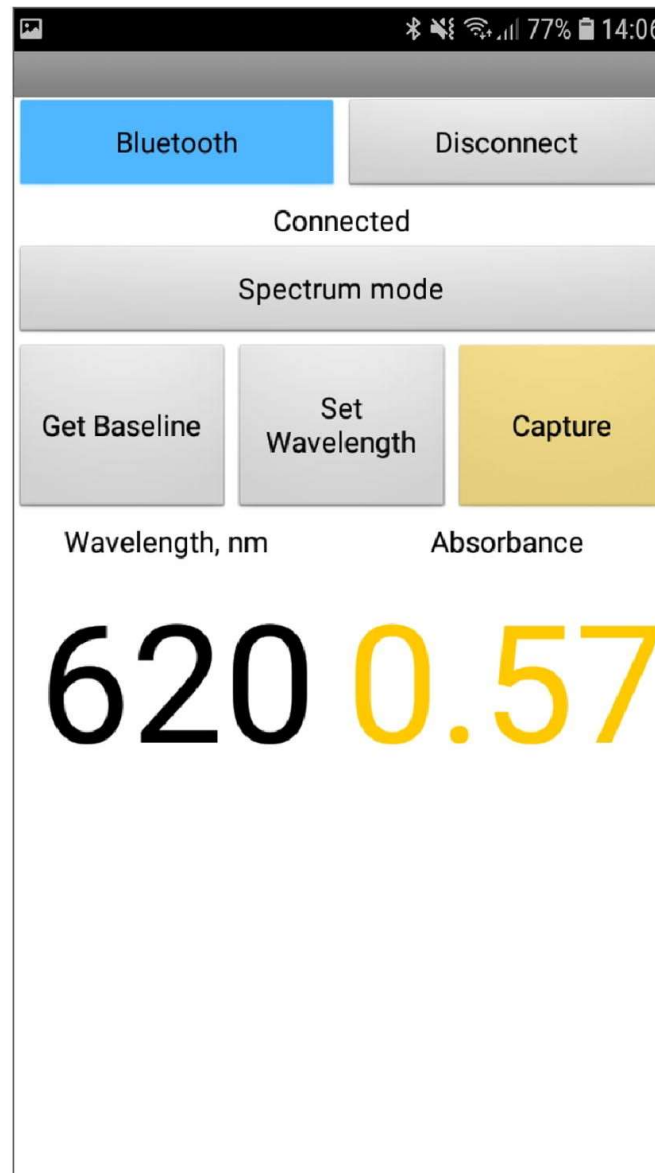 77% 14:06
Bluetooth Disconnect
Connected
Spectrum mode
Get Baseline Set Wavelength Capture
Wavelength, nm Absorbance
620 0.57